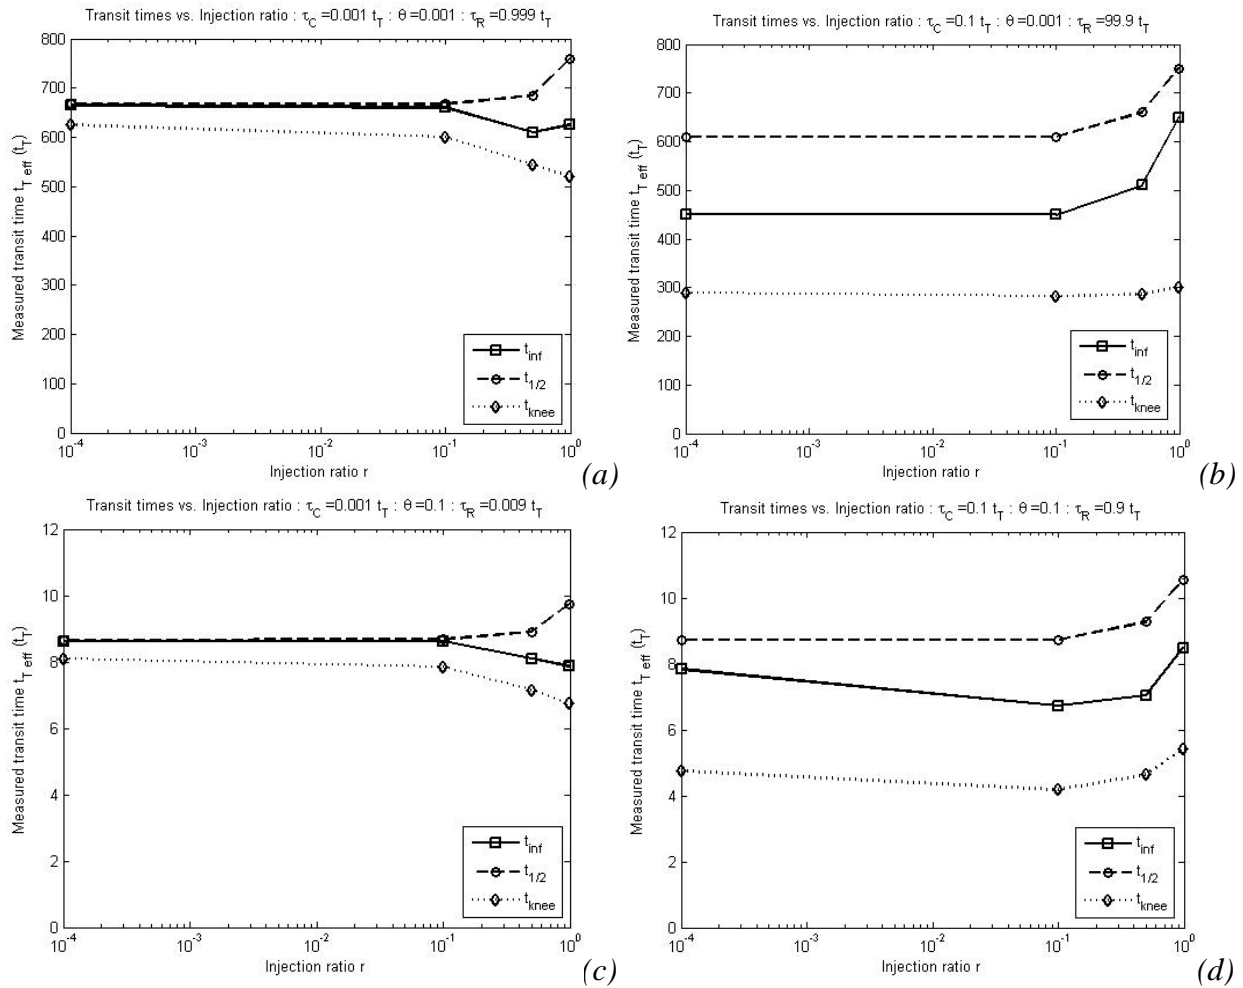 Transit times vs. Injection ratio : τC =0.001 tT : θ =0.001 : τR =0.999 tT
800
700
600
500
400
300
200
100
0
Measured transit time tT eff (tT)
tinf
t1/2
tknee
10-4
10-3
10-2
10-1
100
Injection ratio r
(a)
Transit times vs. Injection ratio : τC =0.1 tT : θ =0.001 : τR =99.9 tT
800
700
600
500
400
300
200
100
0
Measured transit time tT eff (tT)
tinf
t1/2
tknee
10-4
10-3
10-2
10-1
100
Injection ratio r
(b)
Transit times vs. Injection ratio : τC =0.001 tT : θ =0.1 : τR =0.009 tT
12
10
8
6
4
2
0
Measured transit time tT eff (tT)
tinf
t1/2
tknee
10-4
10-3
10-2
10-1
100
Injection ratio r
(c)
Transit times vs. Injection ratio : τC =0.1 tT : θ =0.1 : τR =0.9 tT
12
10
8
6
4
2
0
Measured transit time tT eff (tT)
tinf
t1/2
tknee
10-4
10-3
10-2
10-1
100
Injection ratio r
(d)